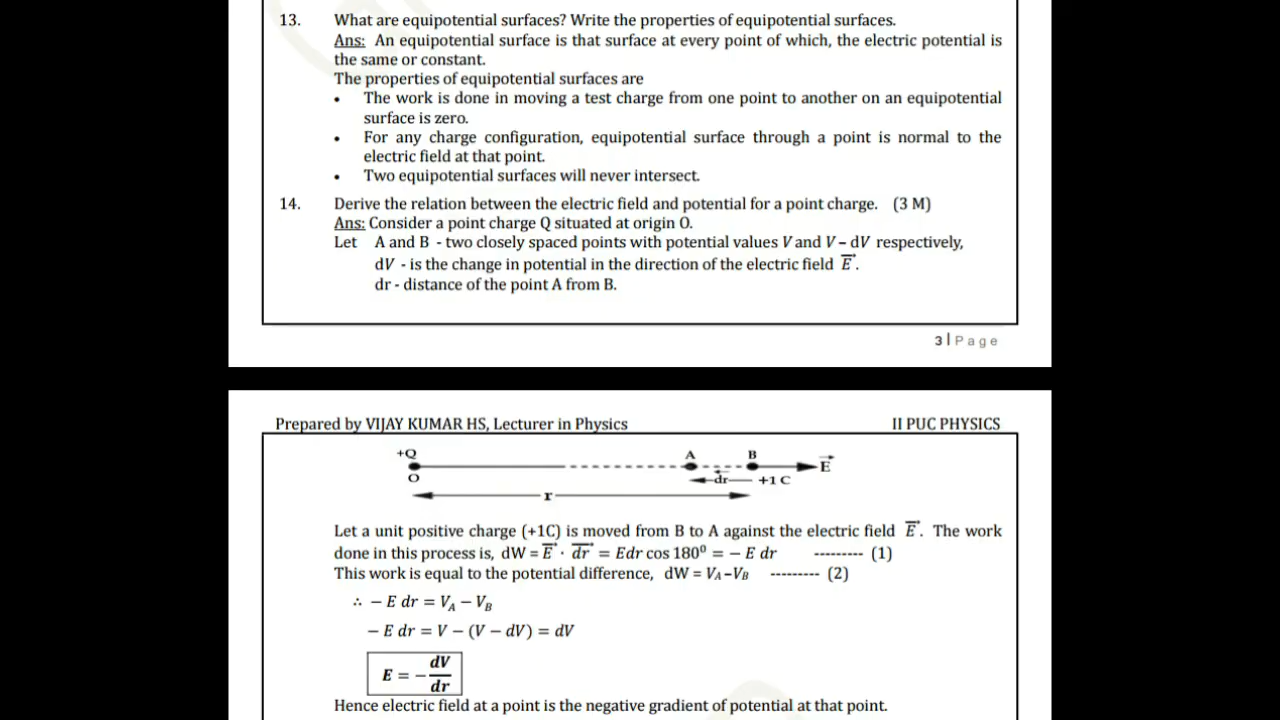 13. What are equipotential surfaces? Write the properties of equipotential surfaces.
Ans: An equipotential surface is that surface at every point of which, the electric potential is
the same or constant.
The properties of equipotential surfaces are
• The work is done in moving a test charge from one point to another on an equipotential
surface is zero.
• For any charge configuration, equipotential surface through a point is normal to the
electric field at that point.
• Two equipotential surfaces will never intersect.
14. Derive the relation between the electric field and potential for a point charge. (3 M)
Ans: Consider a point charge Q situated at origin O.
Let A and B - two closely spaced points with potential values V and V – dV respectively,
dV - is the change in potential in the direction of the electric field E⃗.
dr - distance of the point A from B.
3 | Page
Prepared by VIJAY KUMAR HS, Lecturer in Physics II PUC PHYSICS
+Q A B
E⃗
O dr +1 C
r
Let a unit positive charge (+1C) is moved from B to A against the electric field E⃗. The work
done in this process is, dW = E⃗ · dr⃗ = Edr cos 180⁰ = − E dr --------- (1)
This work is equal to the potential difference, dW = VA–VB --------- (2)
∴ − E dr = VA − VB
− E dr = V − (V − dV) = dV
E = − dV/dr
Hence electric field at a point is the negative gradient of potential at that point.